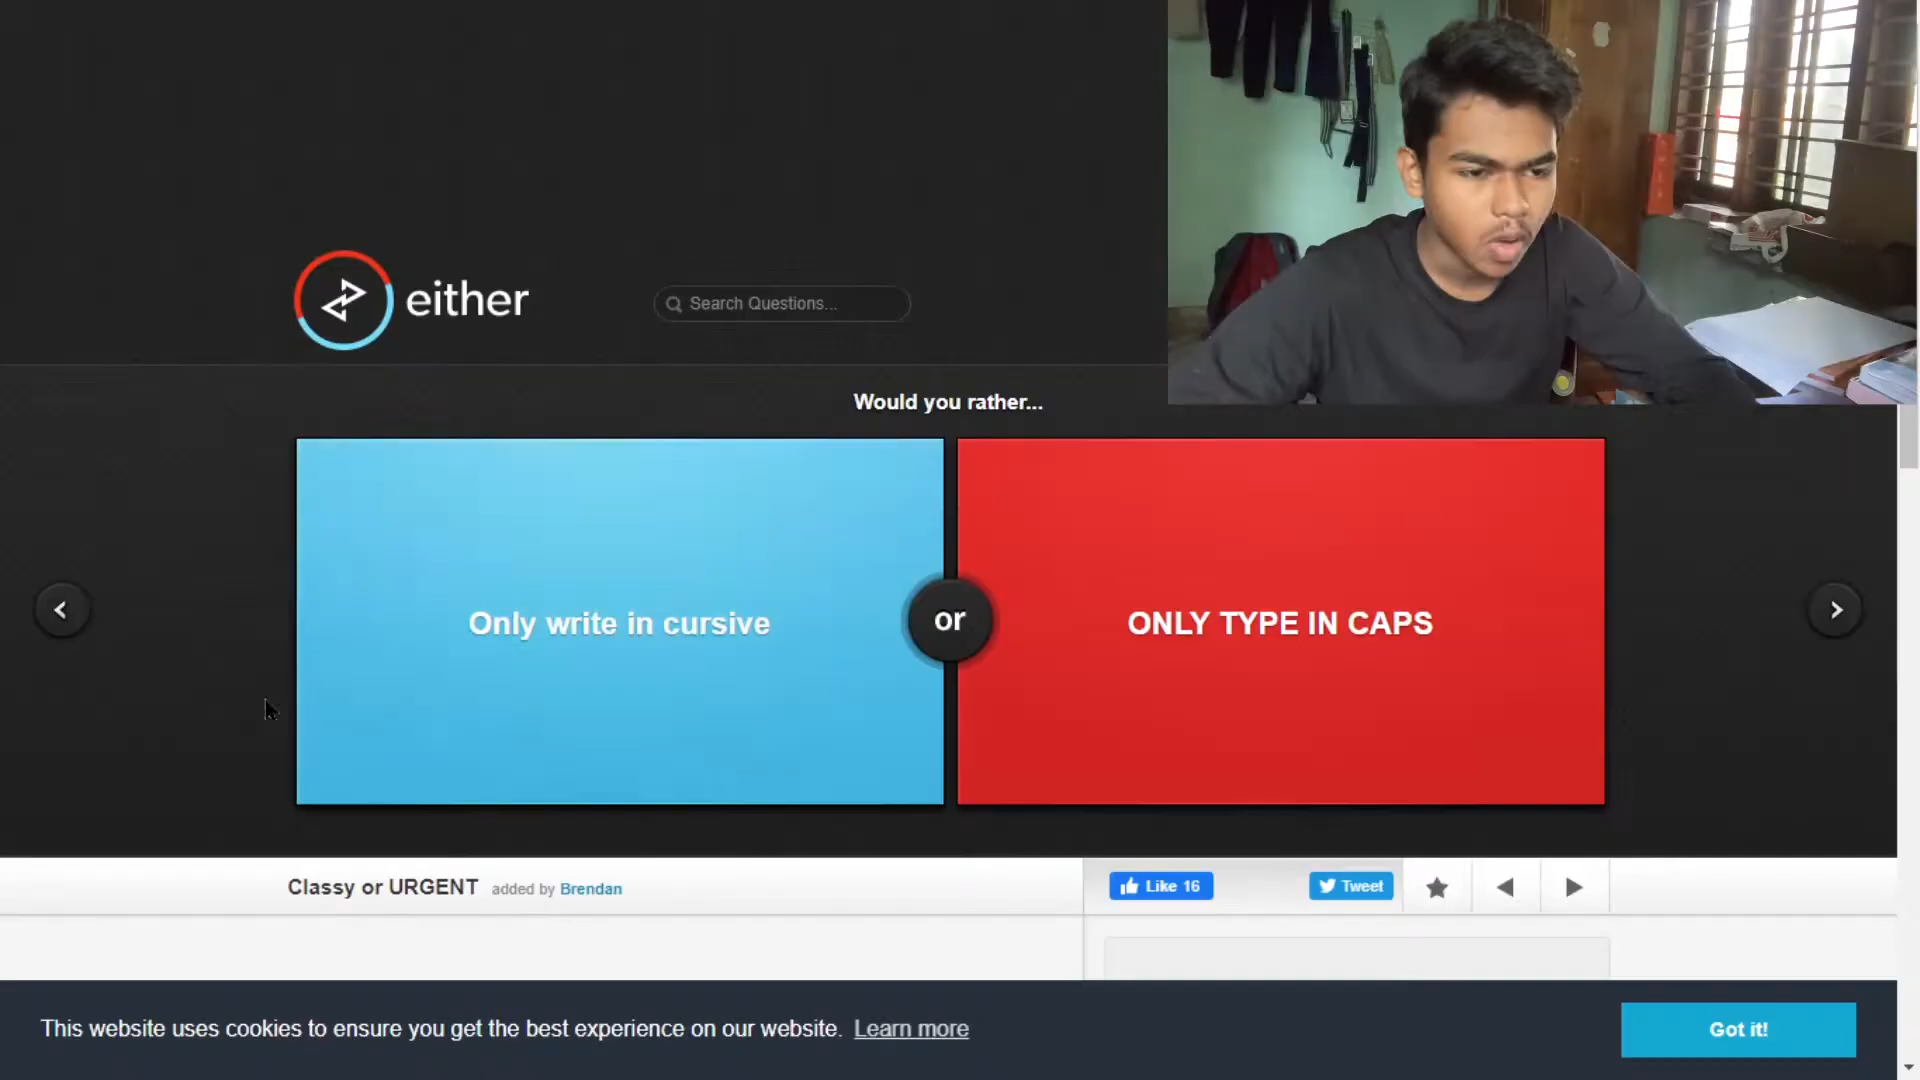 either
Search Questions...
Would you rather...
Only write in cursive
or
ONLY TYPE IN CAPS
Classy or URGENT added by Brendan
Like 16
Tweet
This website uses cookies to ensure you get the best experience on our website. Learn more
Got it!